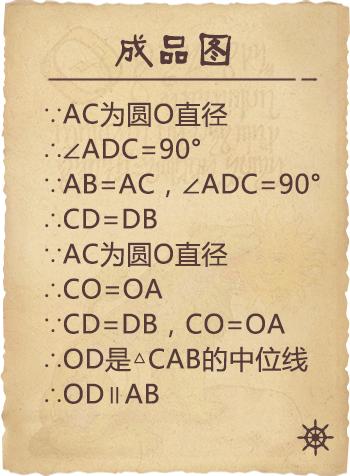 成品图
∵AC为圆O直径
∴∠ADC=90°
∵AB=AC，∠ADC=90°
∴CD=DB
∵AC为圆O直径
∴CO=OA
∵CD=DB，CO=OA
∴OD是△CAB的中位线
∴OD∥AB